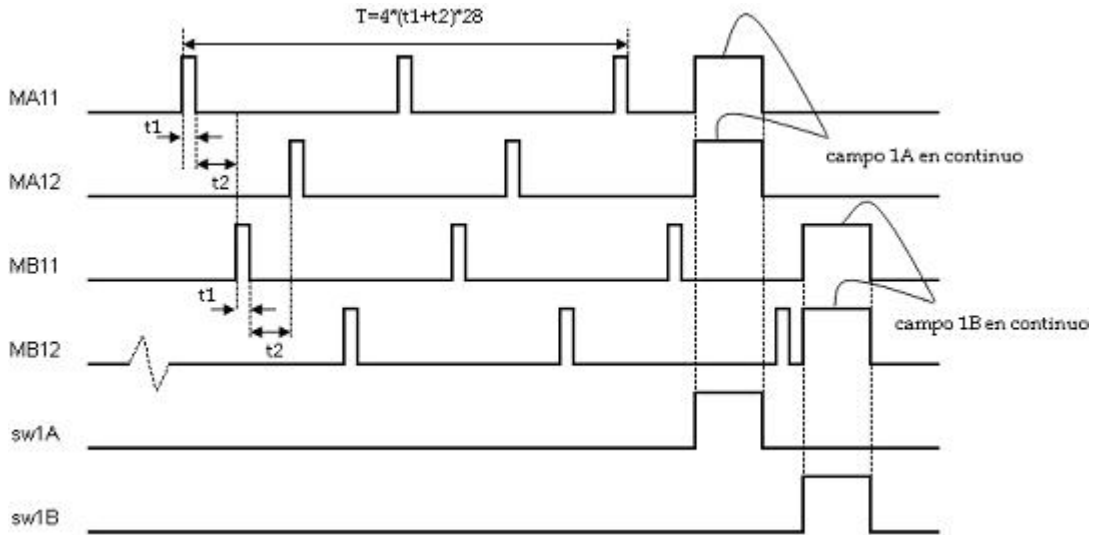 T=4*(t1+t2)*28
MA11
t1
t2
campo 1A en continuo
MA12
MB11
t1
t2
campo 1B en continuo
MB12
sw1A
sw1B